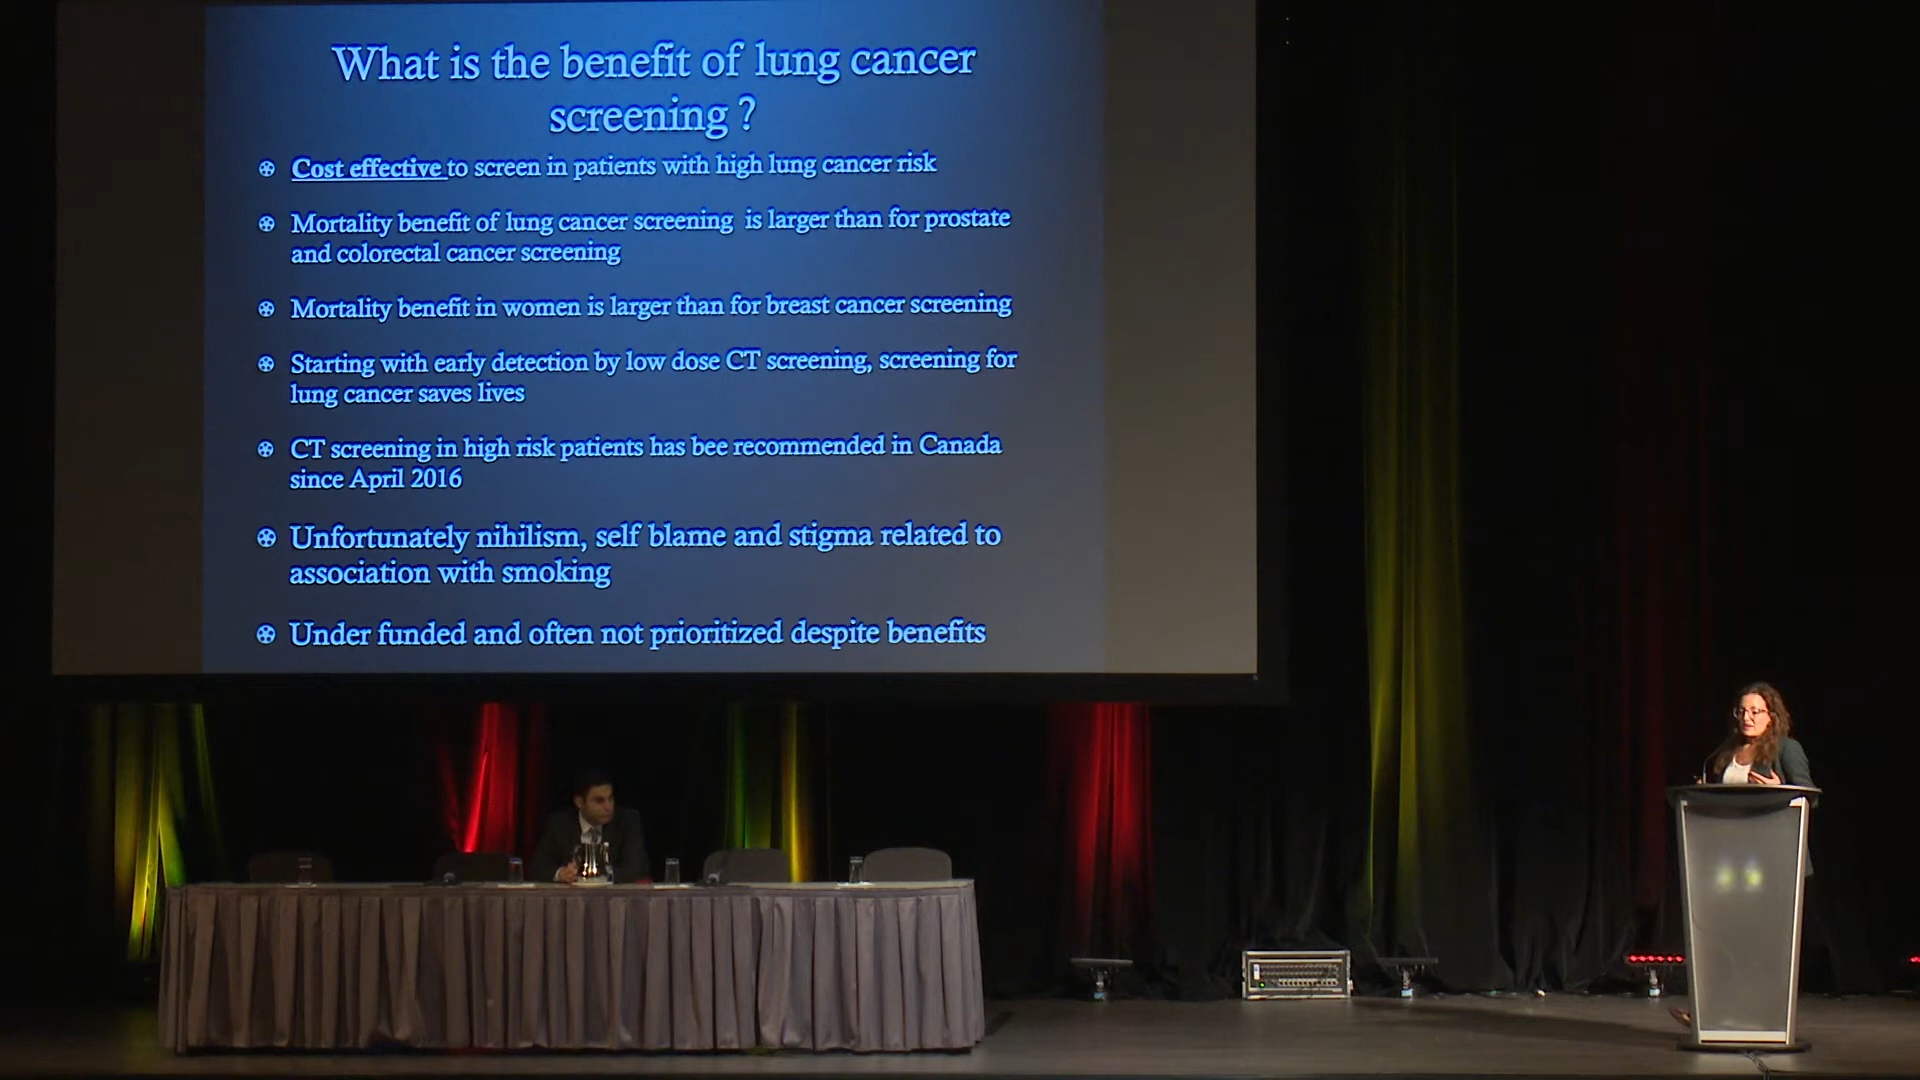 What is the benefit of lung cancer
screening ?
Cost effective to screen in patients with high lung cancer risk
Mortality benefit of lung cancer screening is larger than for prostate
and colorectal cancer screening
Mortality benefit in women is larger than for breast cancer screening
Starting with early detection by low dose CT screening, screening for
lung cancer saves lives
CT screening in high risk patients has bee recommended in Canada
since April 2016
Unfortunately nihilism, self blame and stigma related to
association with smoking
Under funded and often not prioritized despite benefits